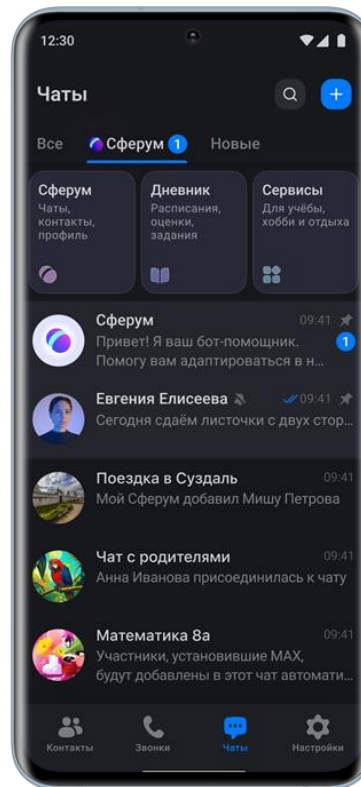 12:30
Чаты
Все Сферум 1 Новые
Сферум
Чаты,
контакты,
профиль
Дневник
Расписания,
оценки,
задания
Сервисы
Для учёбы,
хобби и отдыха
Сферум 09:41
Привет! Я ваш бот-помощник. 1
Помогу вам адаптироваться в н...
Евгения Елисеева 09:41
Сегодня сдаём листочки с двух стор...
Поездка в Суздаль 09:41
Мой Сферум добавил Мишу Петрова
Чат с родителями 09:41
Анна Иванова присоединилась к чату
Математика 8а 09:41
Участники, установившие MAX,
будут добавлены в этот чат автомати...
Контакты Звонки Чаты Настройки